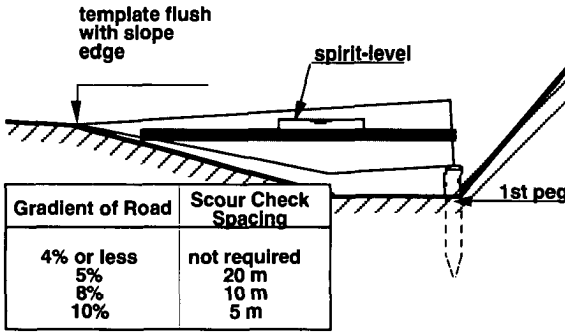 template flush
with slope
edge
spirit-level
1st peg
Gradient of Road Scour Check
Spacing
4% or less not required
5% 20 m
8% 10 m
10% 5 m